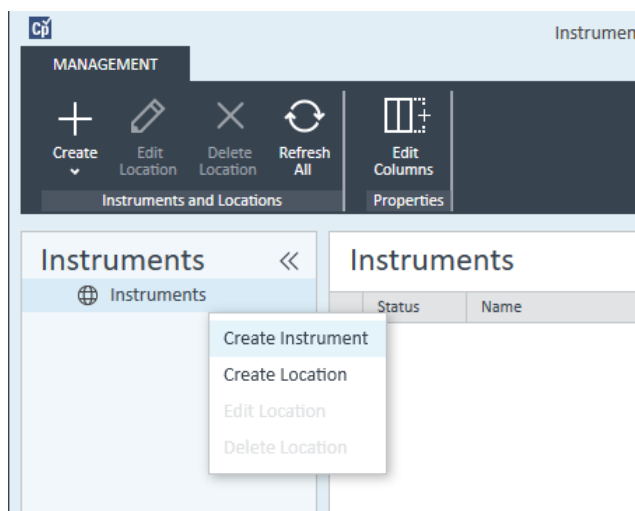 Cp
Instrumen
MANAGEMENT
Create
Edit
Location
Delete
Location
Refresh
All
Edit
Columns
Instruments and Locations
Properties
Instruments
Instruments
Instruments
Status
Name
Create Instrument
Create Location
Edit Location
Delete Location